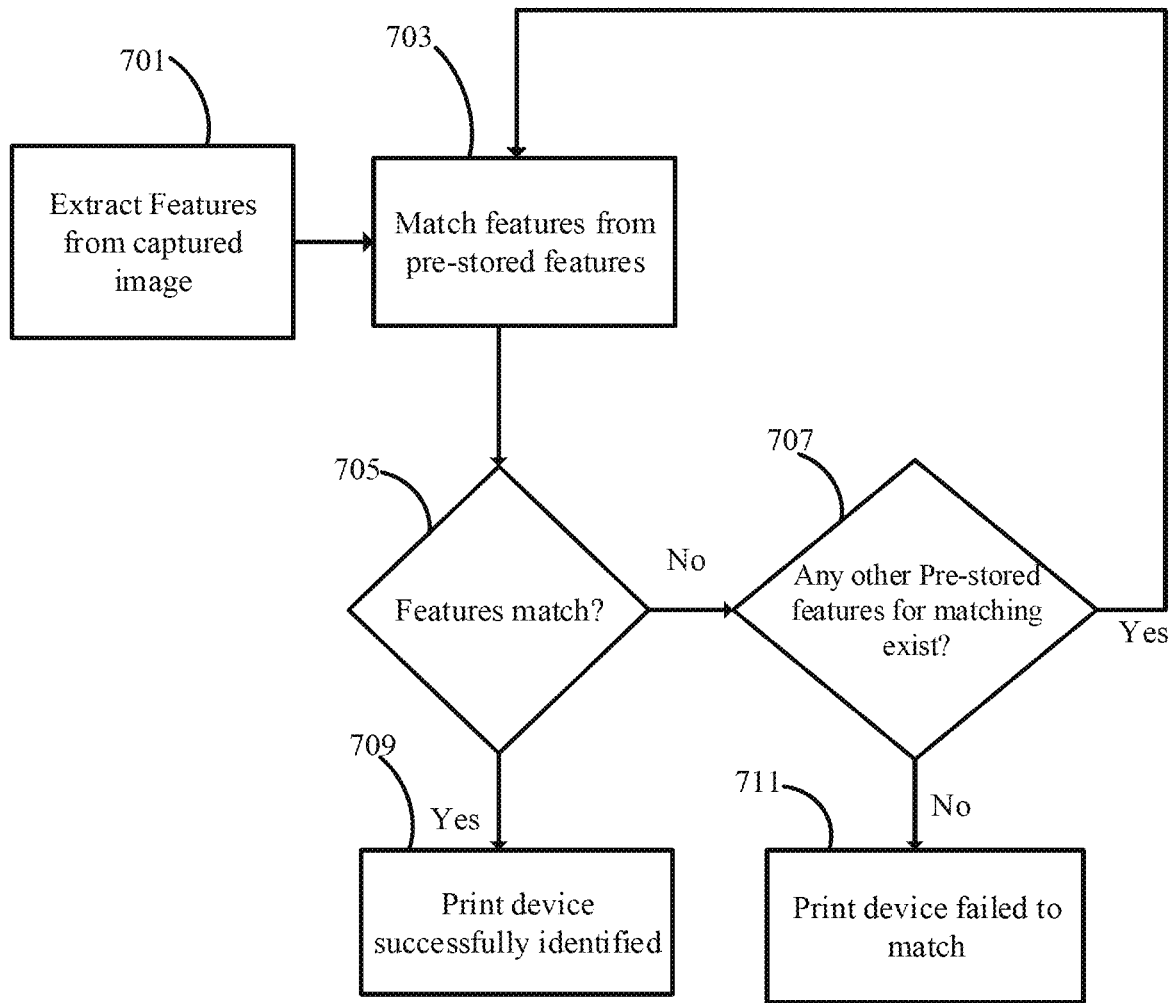 701
703
Extract Features
from captured
image
Match features from
pre-stored features
705
707
Features match?
No
Any other Pre-stored
features for matching
exist?
Yes
709
711
Yes
No
Print device
successfully identified
Print device failed to
match